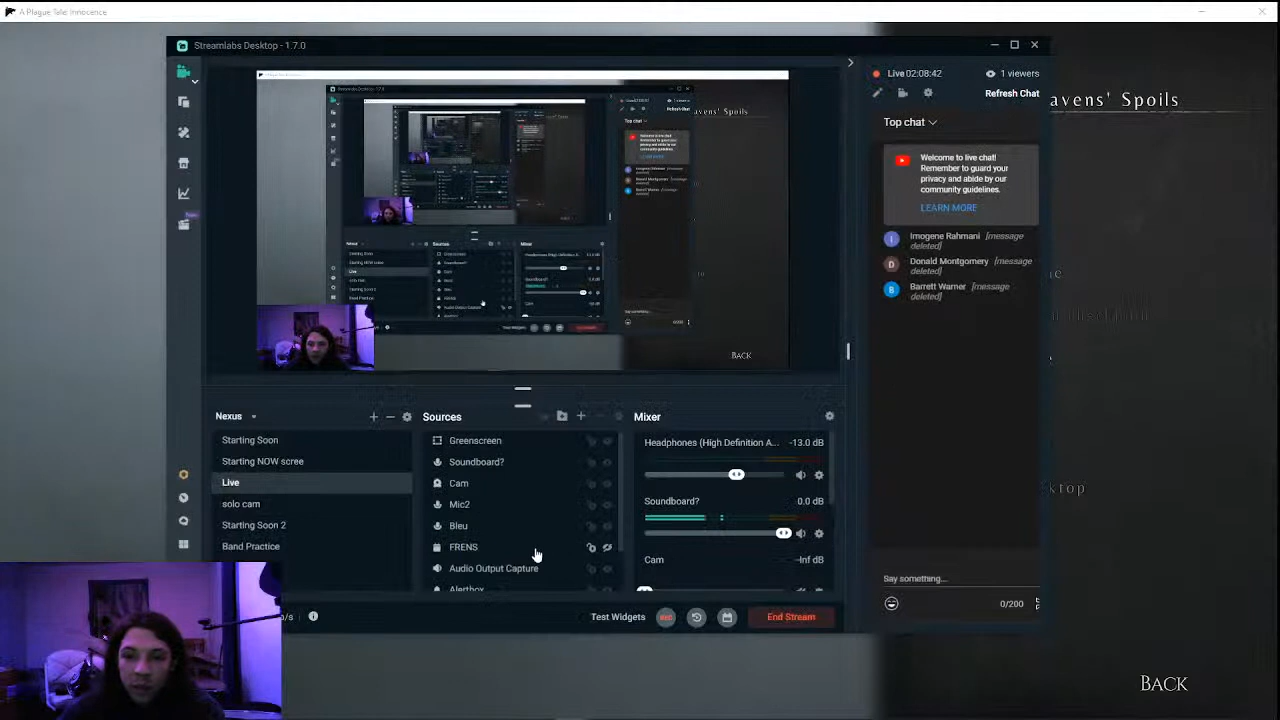 A Plague Tale: Innocence
Streamlabs Desktop - 1.7.0
Live 02:08:42
1 viewers
Refresh Chat
avens' Spoils
Top chat
Welcome to live chat!
Remember to guard your
privacy and abide by our
community guidelines.
LEARN MORE
Imogene Rahmani [message
deleted]
Donald Montgomery [message
deleted]
Barrett Warner [message
deleted]
BACK
Nexus
Sources
Mixer
Starting Soon
Starting NOW scree
Live
solo cam
Starting Soon 2
Band Practice
Greenscreen
Soundboard?
Cam
Mic2
Bleu
FRENS
Audio Output Capture
Alertbox
Headphones (High Definition A...
-13.0 dB
Soundboard?
0.0 dB
Cam
-Inf dB
ktop
Say something...
0/200
Test Widgets
REC
End Stream
BACK